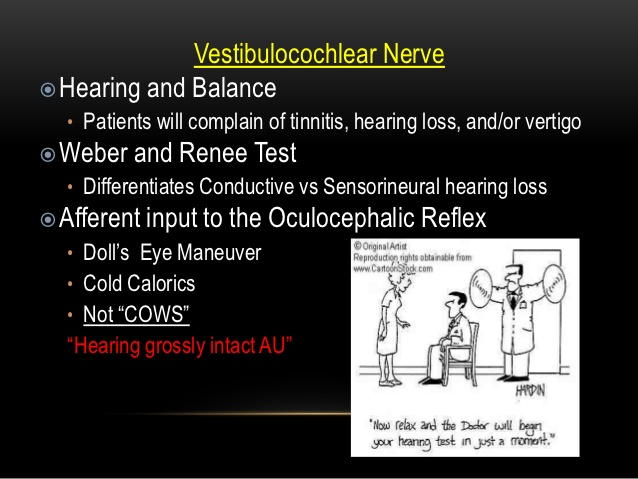 Vestibulocochlear Nerve
Hearing and Balance
• Patients will complain of tinnitis, hearing loss, and/or vertigo
Weber and Renee Test
• Differentiates Conductive vs Sensorineural hearing loss
Afferent input to the Oculocephalic Reflex
• Doll’s Eye Maneuver
• Cold Calorics
• Not “COWS”
“Hearing grossly intact AU”
© Original Artist
Reproduction rights obtainable from
www.CartoonStock.com
HARDIN
"Now relax and the Doctor will begin
your hearing test in just a moment."